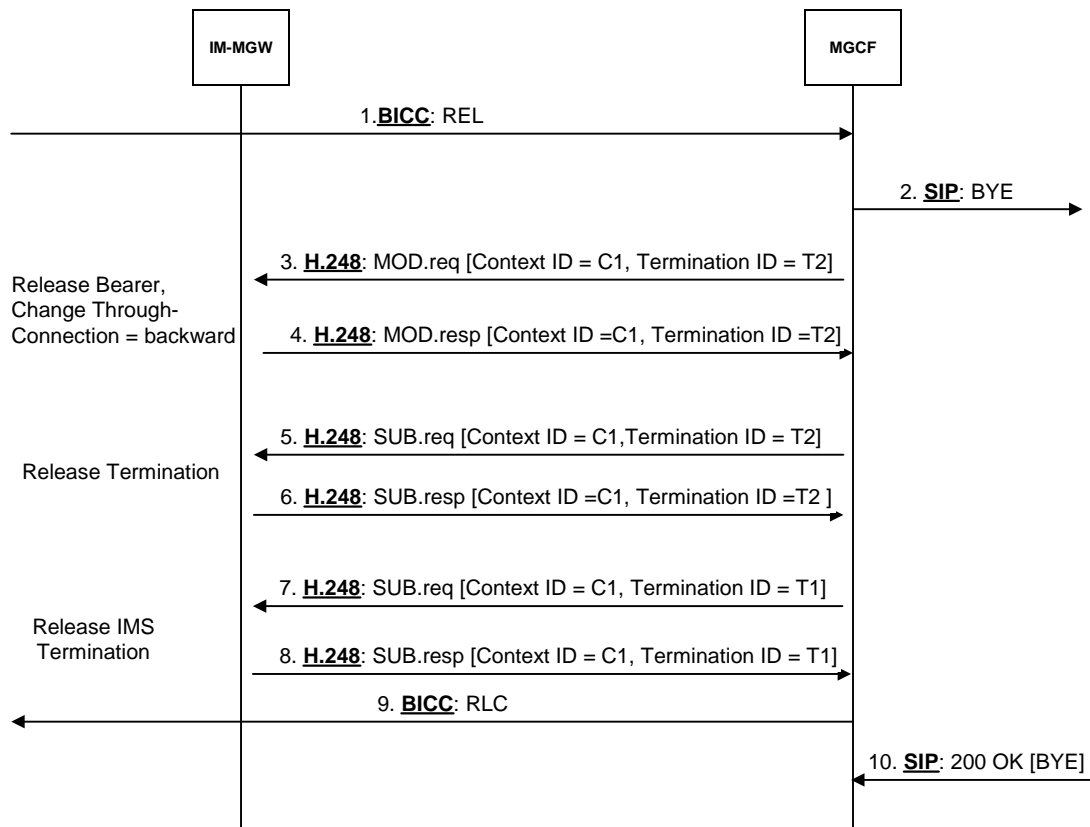 IM-MGW
MGCF
1.BICC: REL
2. SIP: BYE
3. H.248: MOD.req [Context ID = C1, Termination ID = T2]
Release Bearer,
Change Through-
Connection = backward
4. H.248: MOD.resp [Context ID =C1, Termination ID =T2]
5. H.248: SUB.req [Context ID = C1,Termination ID = T2]
Release Termination
6. H.248: SUB.resp [Context ID =C1, Termination ID =T2 ]
7. H.248: SUB.req [Context ID = C1, Termination ID = T1]
Release IMS
Termination
8. H.248: SUB.resp [Context ID = C1, Termination ID = T1]
9. BICC: RLC
10. SIP: 200 OK [BYE]